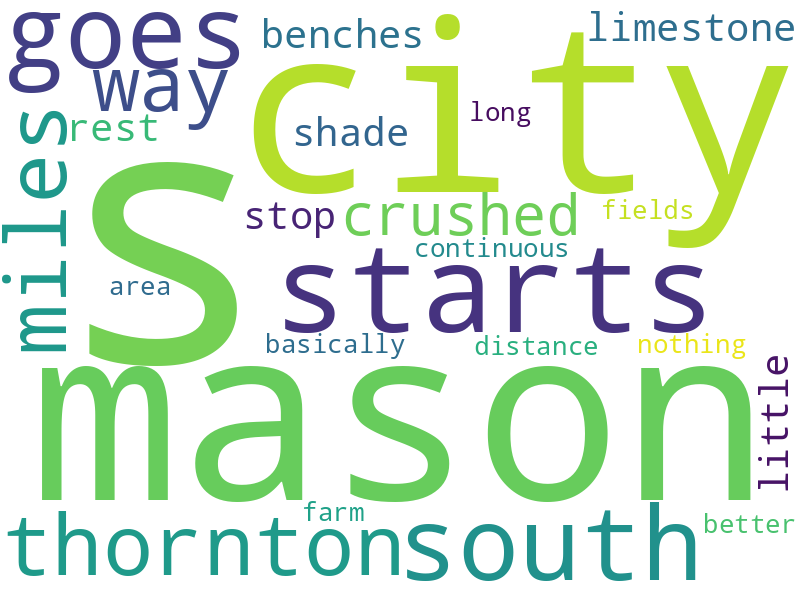 goes
benches
city
limestone
way
rest
shade
long
miles
s
stop
crushed
fields
continuous
starts
area
basically
distance
nothing
mason
little
farm
thornton
south
better